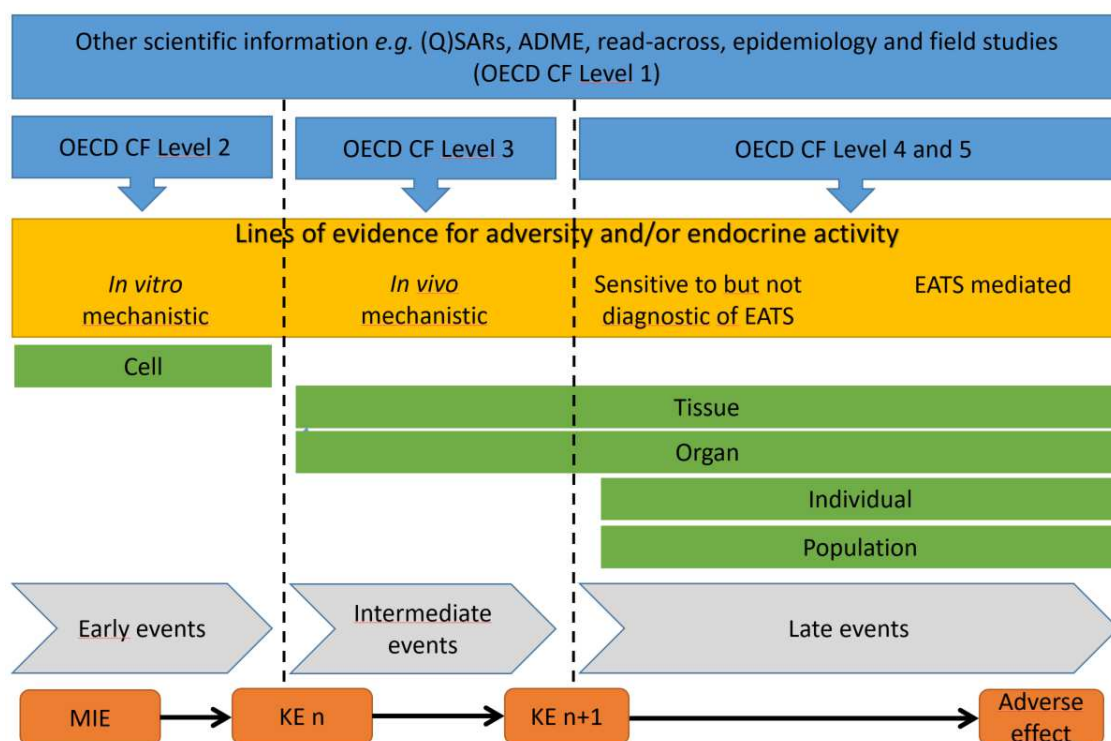 Other scientific information e.g. (Q)SARs, ADME, read-across, epidemiology and field studies
(OECD CF Level 1)
OECD CF Level 2
OECD CF Level 3
OECD CF Level 4 and 5
Lines of evidence for adversity and/or endocrine activity
In vitro
mechanistic
In vivo
mechanistic
Sensitive to but not
diagnostic of EATS
EATS mediated
Cell
Tissue
Organ
Individual
Population
Early events
Intermediate
events
Late events
MIE
KE n
KE n+1
Adverse
effect